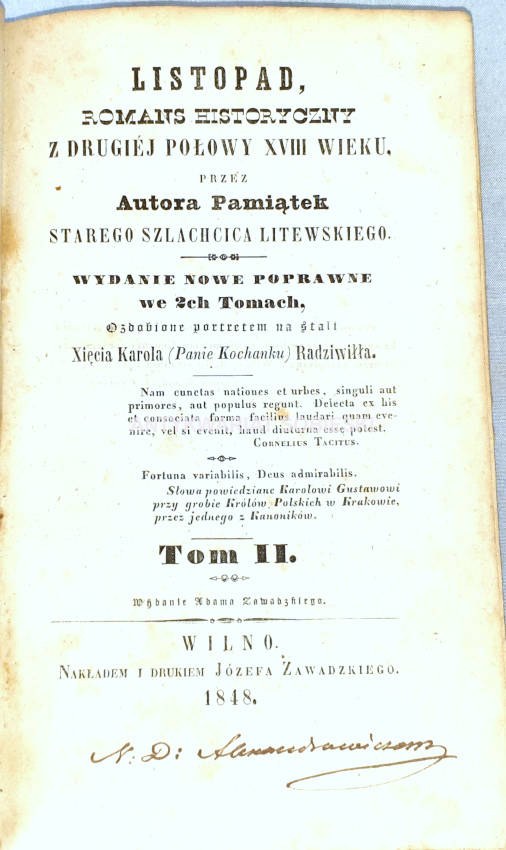 LISTOPAD,
ROMANS HISTORYCZNY
Z DRUGIÉJ POŁOWY XVIII WIEKU,
PRZEZ
Autora Pamiątek
STAREGO SZLACHCICA LITEWSKIEGO.
WYDANIE NOWE POPRAWNE
we 2ch Tomach,
Ozdobione portretem na stali
Xięcia Karola (Panie Kochanku) Radziwiłła.
Nam cunctas nationes et urbes, singuli aut
primores, aut populus regunt. Delecta ex his
et consociata forma facilius laudari quam eve-
nire, vel si evenit, haud diuturna esse potest.
CORNELIUS TACITUS.
Fortuna variabilis, Deus admirabilis.
Słowa powiedziane Karolowi Gustawowi
przy grobie Królów Polskich w Krakowie,
przez jednego z Kanoników.
Tom II.
Wydanie Adama Zawadzkiego.
WILNO.
NAKŁADEM I DRUKIEM JÓZEFA ZAWADZKIEGO.
1848.
N: D: